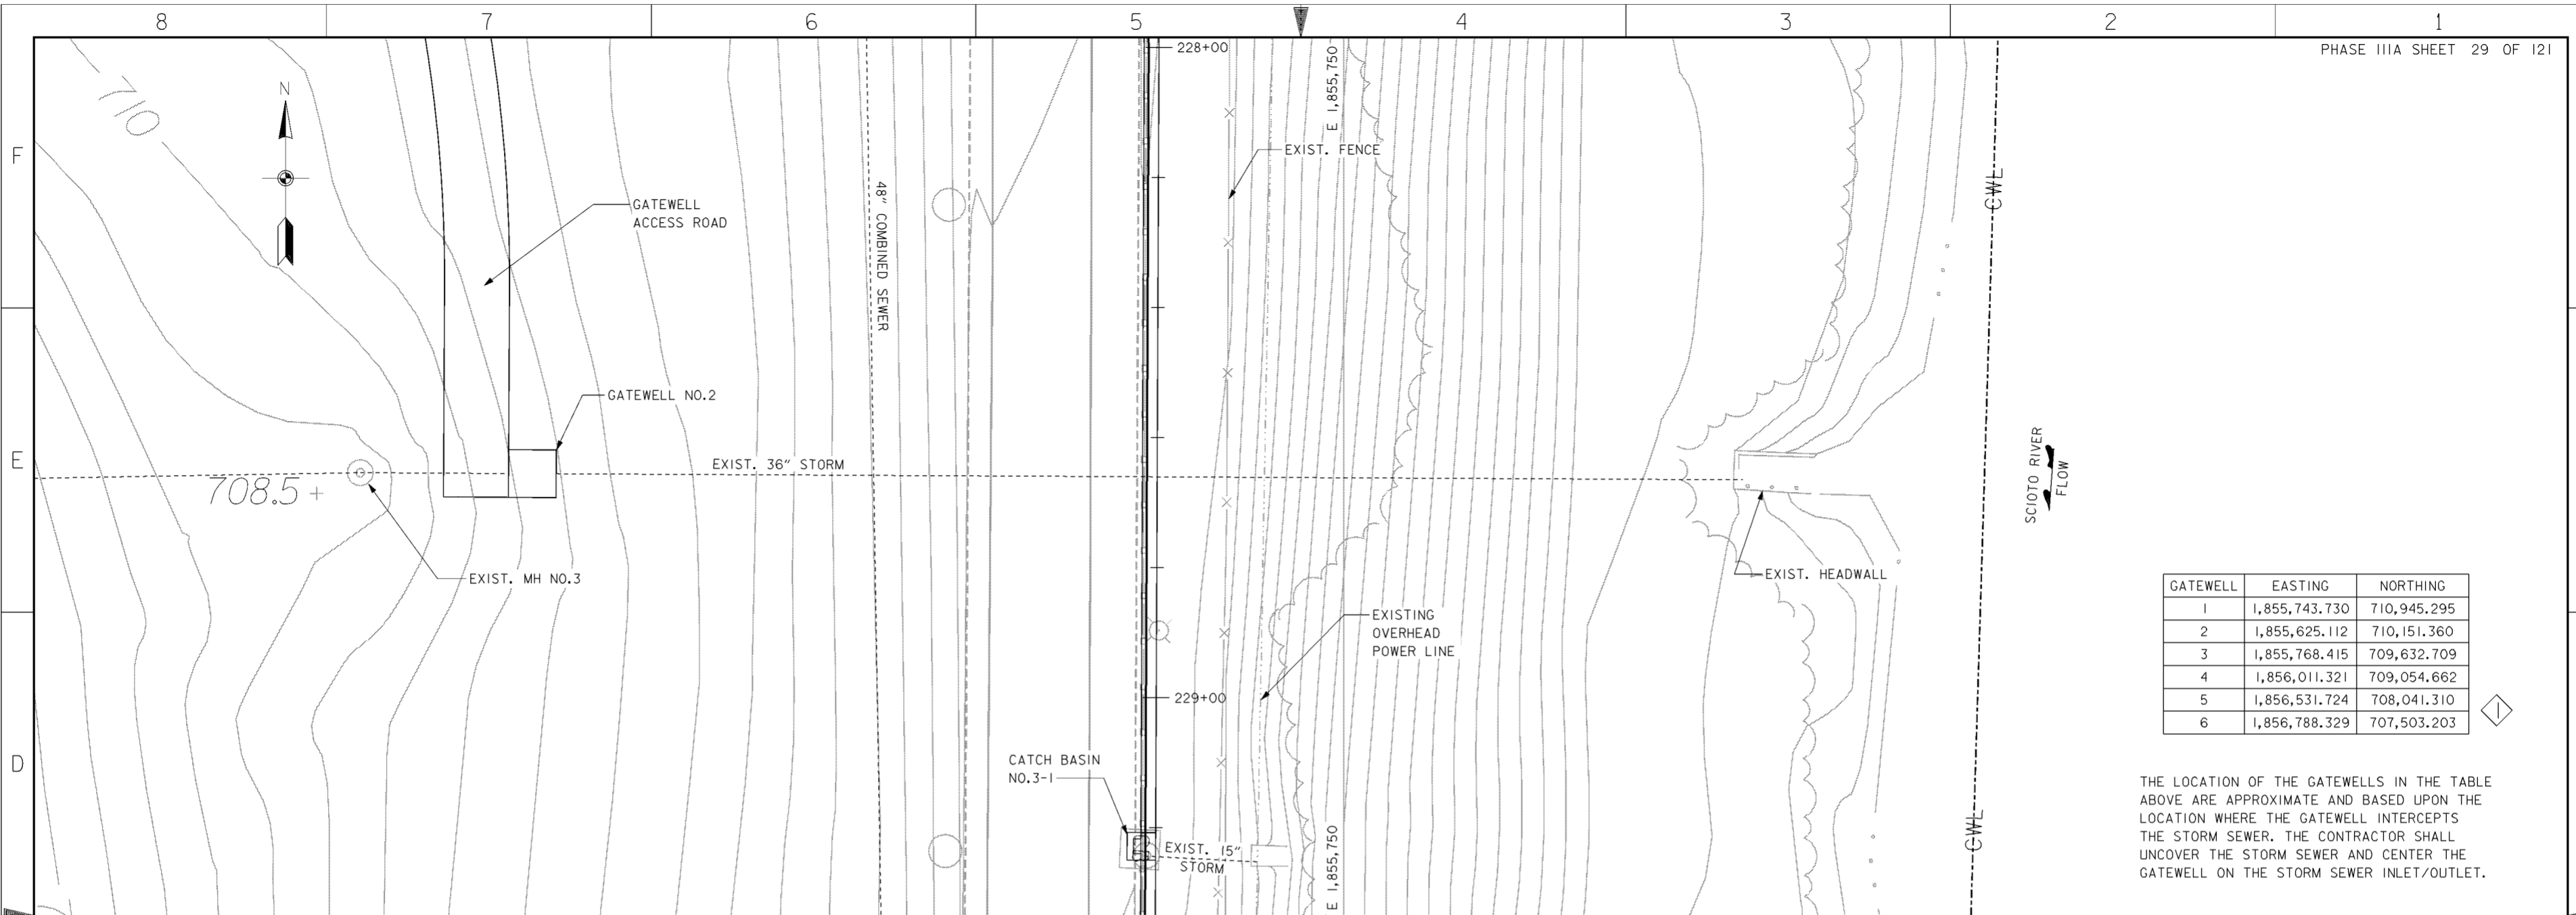 8 7 6 5 4 3 2 1
PHASE IIIA SHEET 29 OF 121
F
E
D
N
710
GATEWELL
ACCESS ROAD
48" COMBINED SEWER
228+00
E 1,855,750
EXIST. FENCE
CWL
GATEWELL NO.2
EXIST. 36" STORM
708.5 +
EXIST. MH NO.3
SCIOTO RIVER
FLOW
EXIST. HEADWALL
EXISTING
OVERHEAD
POWER LINE
229+00
CATCH BASIN
NO.3-1
EXIST. 15"
STORM
E 1,855,750
CWL
GATEWELL EASTING NORTHING
1 1,855,743.730 710,945.295
2 1,855,625.112 710,151.360
3 1,855,768.415 709,632.709
4 1,856,011.321 709,054.662
5 1,856,531.724 708,041.310
6 1,856,788.329 707,503.203
1
THE LOCATION OF THE GATEWELLS IN THE TABLE
ABOVE ARE APPROXIMATE AND BASED UPON THE
LOCATION WHERE THE GATEWELL INTERCEPTS
THE STORM SEWER. THE CONTRACTOR SHALL
UNCOVER THE STORM SEWER AND CENTER THE
GATEWELL ON THE STORM SEWER INLET/OUTLET.